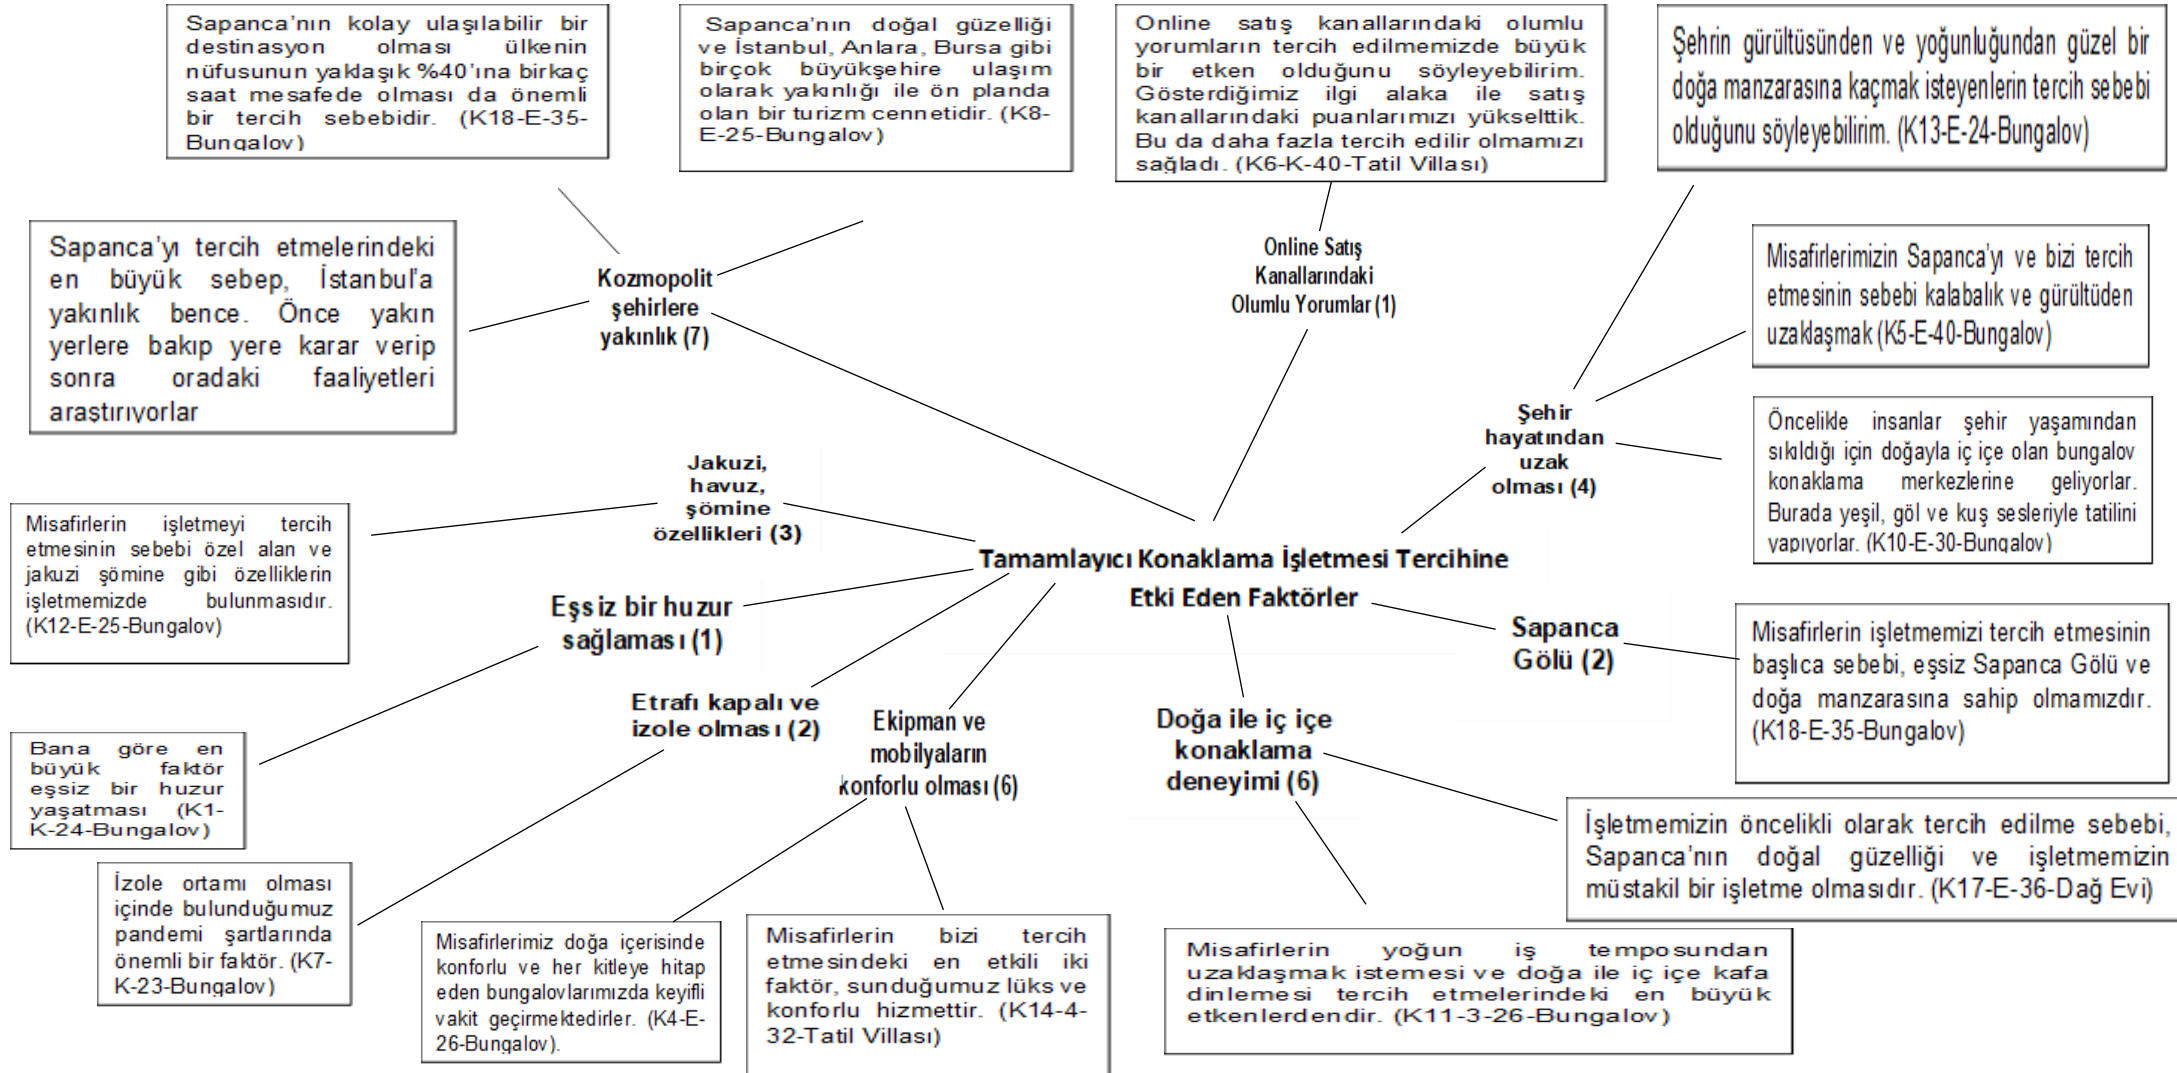 Sapanca’nın kolay ulaşılabilir bir
destinasyon olması ülkenin
nüfusunun yaklaşık %40’ına birkaç
saat mesafede olması da önemli
bir tercih sebebidir. (K18-E-35-
Bungalov)
Sapanca’nın doğal güzelliği
ve İstanbul, Anlara, Bursa gibi
birçok büyükşehire ulaşım
olarak yakınlığı ile ön planda
olan bir turizm cennetidir. (K8-
E-25-Bungalov)
Online satış kanallarındaki olumlu
yorumların tercih edilmemizde büyük
bir etken olduğunu söyleyebilirim.
Gösterdiğimiz ilgi alaka ile satış
kanallarındaki puanlarımızı yükselttik.
Bu da daha fazla tercih edilir olmamızı
sağladı. (K6-K-40-Tatil Villası)
Şehrin gürültüsünden ve yoğunluğundan güzel bir
doğa manzarasına kaçmak isteyenlerin tercih sebebi
olduğunu söyleyebilirim. (K13-E-24-Bungalov)
Sapanca’yı tercih etmelerindeki
en büyük sebep, İstanbul’a
yakınlık bence. Önce yakın
yerlere bakıp yere karar verip
sonra oradaki faaliyetleri
araştırıyorlar
Kozmopolit
şehirlere
yakınlık (7)
Online Satış
Kanallarındaki
Olumlu Yorumlar (1)
Misafirlerimizin Sapanca’yı ve bizi tercih
etmesinin sebebi kalabalık ve gürültüden
uzaklaşmak (K5-E-40-Bungalov)
Şehir
hayatından
uzak
olması (4)
Öncelikle insanlar şehir yaşamından
sıkıldığı için doğayla iç içe olan bungalov
konaklama merkezlerine geliyorlar.
Burada yeşil, göl ve kuş sesleriyle tatilini
yapıyorlar. (K10-E-30-Bungalov)
Jakuzi,
havuz,
şömine
özellikleri (3)
Misafirlerin işletmeyi tercih
etmesinin sebebi özel alan ve
jakuzi şömine gibi özelliklerin
işletmemizde bulunmasıdır.
(K12-E-25-Bungalov)
Tamamlayıcı Konaklama İşletmesi Tercihine
Etki Eden Faktörler
Eşsiz bir huzur
sağlaması (1)
Sapanca
Gölü (2)
Misafirlerin işletmemizi tercih etmesinin
başlıca sebebi, eşsiz Sapanca Gölü ve
doğa manzarasına sahip olmamızdır.
(K18-E-35-Bungalov)
Etrafı kapalı ve
izole olması (2)
Ekipman ve
mobilyaların
konforlu olması (6)
Doğa ile iç içe
konaklama
deneyimi (6)
Bana göre en
büyük faktör
eşsiz bir huzur
yaşatması (K1-
K-24-Bungalov)
İşletmemizin öncelikli olarak tercih edilme sebebi,
Sapanca’nın doğal güzelliği ve işletmemizin
müstakil bir işletme olmasıdır. (K17-E-36-Dağ Evi)
İzole ortamı olması
içinde bulunduğumuz
pandemi şartlarında
önemli bir faktör. (K7-
K-23-Bungalov)
Misafirlerimiz doğa içerisinde
konforlu ve her kitleye hitap
eden bungalovlarımızda keyifli
vakit geçirmektedirler. (K4-E-
26-Bungalov).
Misafirlerin bizi tercih
etmesindeki en etkili iki
faktör, sunduğumuz lüks ve
konforlu hizmettir. (K14-4-
32-Tatil Villası)
Misafirlerin yoğun iş temposundan
uzaklaşmak istemesi ve doğa ile iç içe kafa
dinlemesi tercih etmelerindeki en büyük
etkenlerdendir. (K11-3-26-Bungalov)